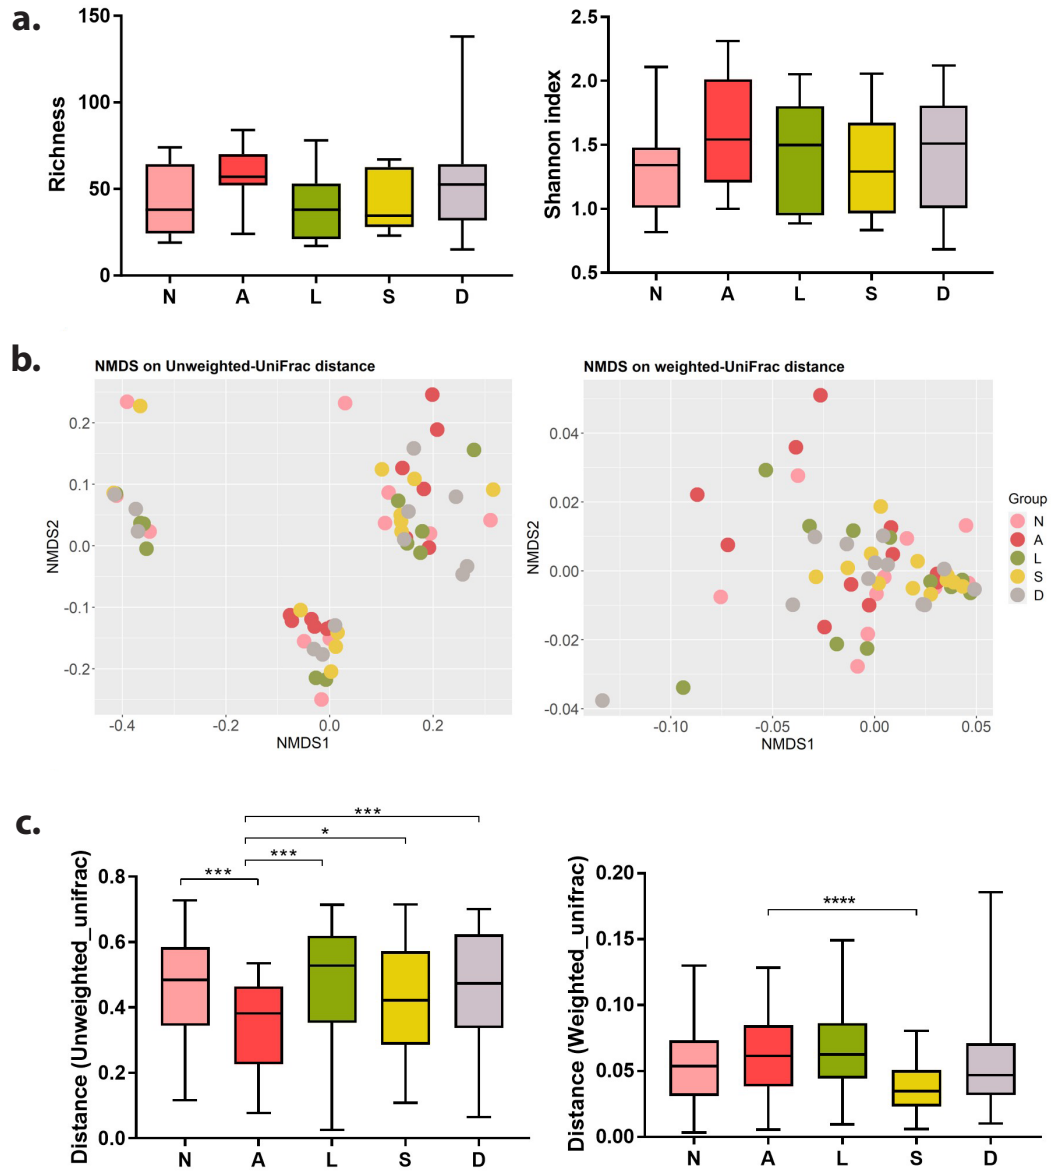 a.
Richness
150
100
50
0
N A L S D
Shannon index
2.5
2.0
1.5
1.0
0.5
N A L S D
b.
NMDS on Unweighted-UniFrac distance
NMDS2
0.2
0.1
0.0
-0.1
-0.2
-0.4 -0.2 0.0 0.2
NMDS1
NMDS on weighted-UniFrac distance
NMDS2
0.04
0.02
0.00
-0.02
-0.04
-0.10 -0.05 0.00 0.05
NMDS1
Group
N
A
L
S
D
c.
Distance (Unweighted_unifrac)
***
*
***
***
0.8
0.6
0.4
0.2
0.0
N A L S D
Distance (Weighted_unifrac)
****
0.20
0.15
0.10
0.05
0.00
N A L S D